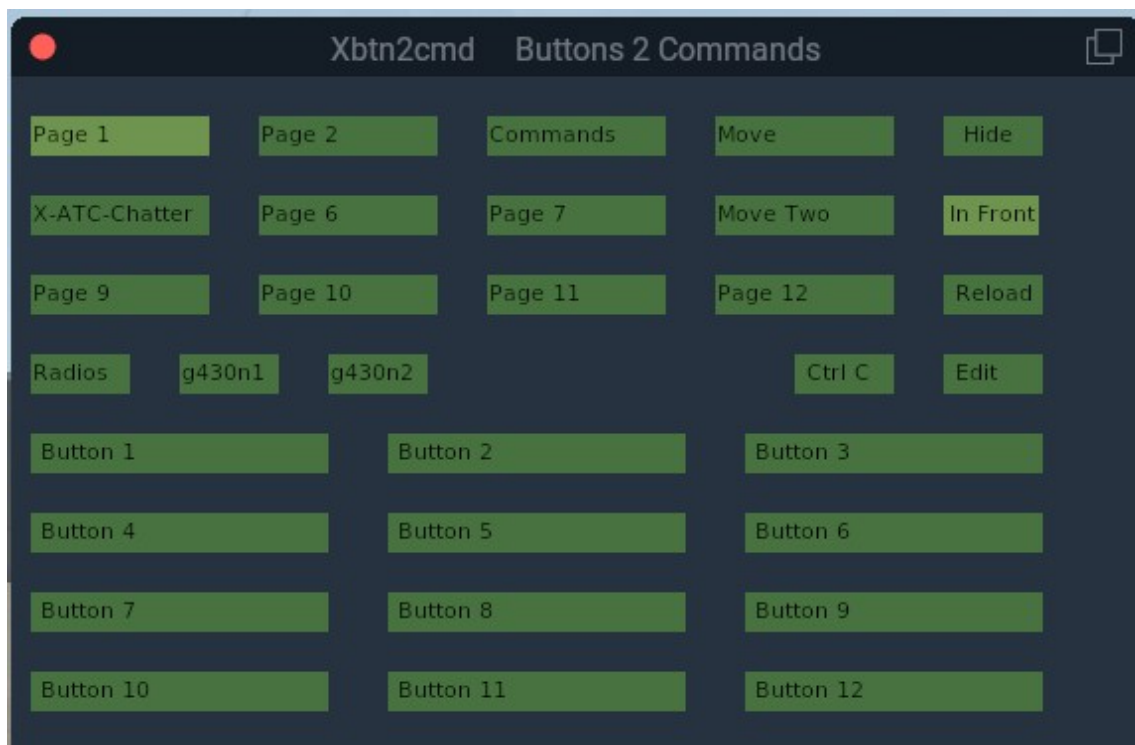 Xbtn2cmd Buttons 2 Commands
Page 1 Page 2 Commands Move Hide
X-ATC-Chatter Page 6 Page 7 Move Two In Front
Page 9 Page 10 Page 11 Page 12 Reload
Radios g430n1 g430n2 Ctrl C Edit
Button 1 Button 2 Button 3
Button 4 Button 5 Button 6
Button 7 Button 8 Button 9
Button 10 Button 11 Button 12